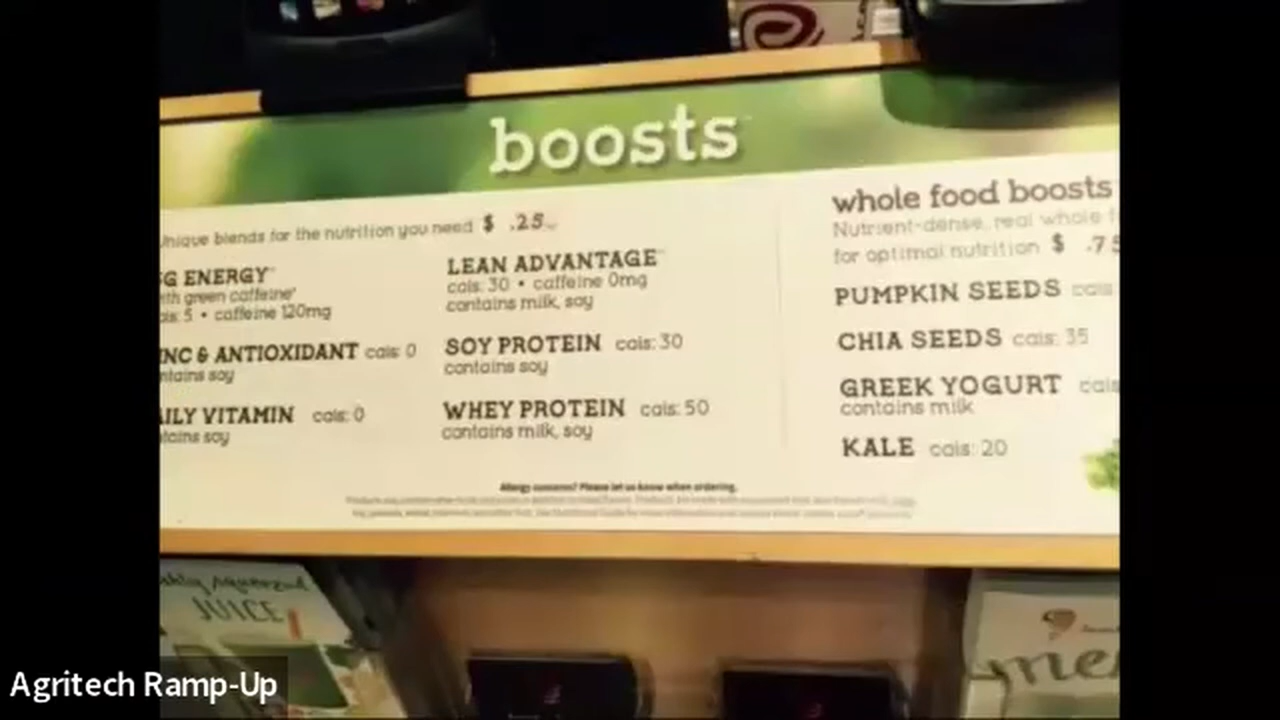 boosts
Unique blends for the nutrition you need $ .25
G ENERGY
th green caffeine*
5 • caffeine 120mg
NC & ANTIOXIDANT cals: 0
ntains soy
ILY VITAMIN cals: 0
tains soy
LEAN ADVANTAGE
cals: 30 • caffeine 0mg
contains milk, soy
SOY PROTEIN cals: 30
contains soy
WHEY PROTEIN cals: 50
contains milk, soy
whole food boosts
Nutrient-dense, real whole
for optimal nutrition $ .75
PUMPKIN SEEDS cals
CHIA SEEDS cals: 35
GREEK YOGURT cals
contains milk
KALE cals: 20
Allergy concerns? Please let us know when ordering.
squeezed
JUICE
Agritech Ramp-Up